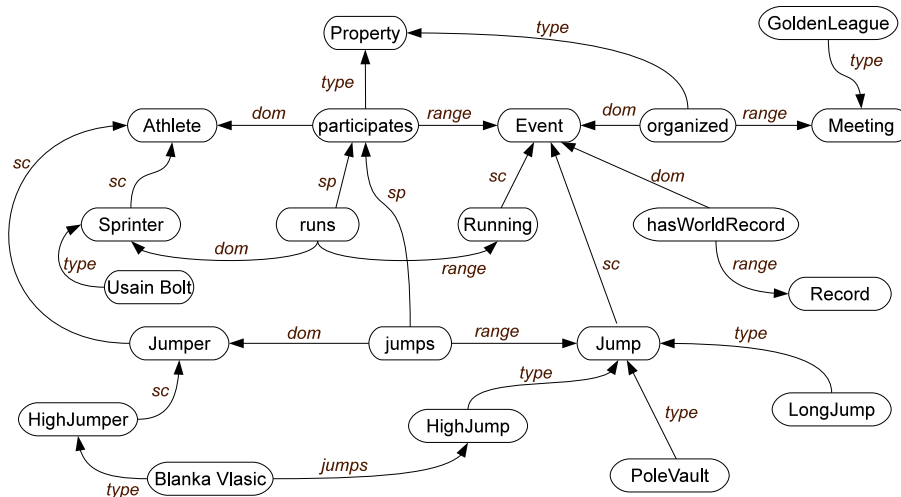 GoldenLeague
Property
type
type
type
Athlete
dom
participates
range
Event
dom
organized
range
Meeting
sc
sc
sp
sp
sc
dom
Sprinter
runs
Running
hasWorldRecord
type
dom
range
range
Usain Bolt
sc
Record
Jumper
dom
jumps
range
Jump
type
sc
type
HighJumper
HighJump
type
LongJump
type
Blanka Vlasic
jumps
PoleVault